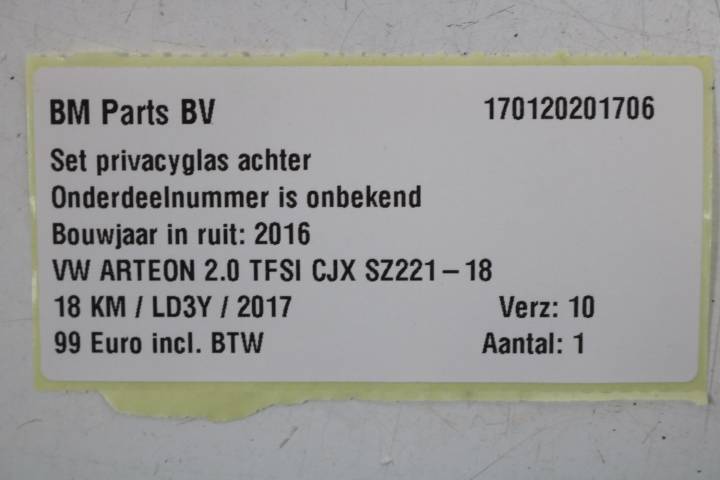 BM Parts BV 170120201706
Set privacyglas achter
Onderdeelnummer is onbekend
Bouwjaar in ruit: 2016
VW ARTEON 2.0 TFSI CJX SZ221-18
18 KM / LD3Y / 2017 Verz: 10
99 Euro incl. BTW Aantal: 1